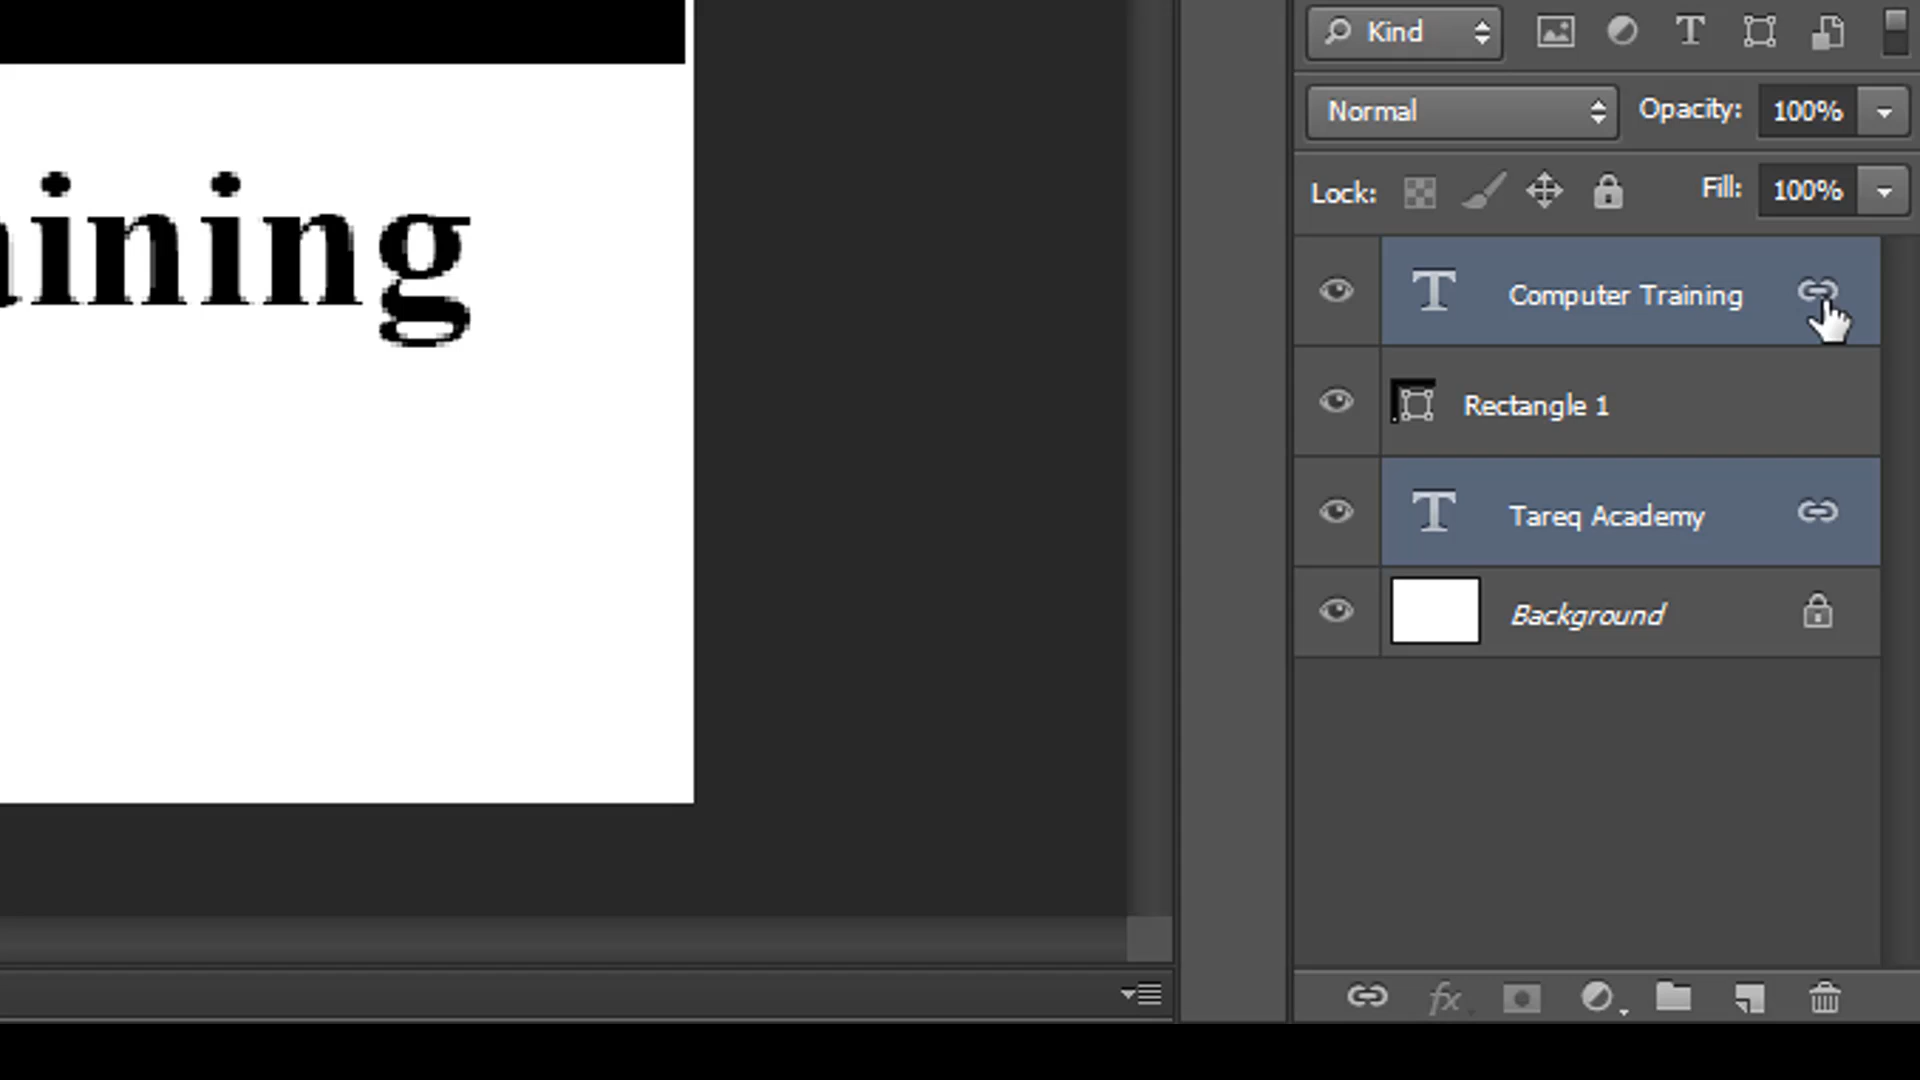 Kind
Normal Opacity: 100%
Lock: Fill: 100%
ining
Computer Training
Rectangle 1
Tareq Academy
Background
fx